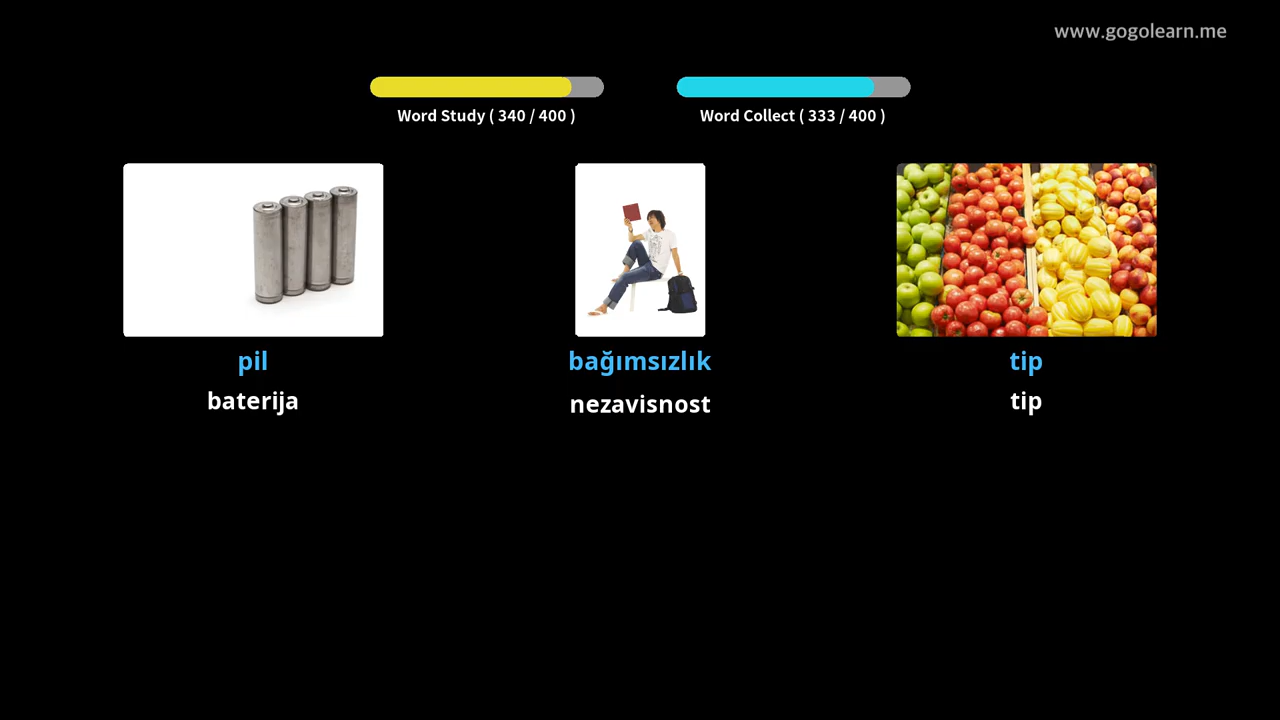 www.gogolearn.me
Word Study ( 340 / 400 )
Word Collect ( 333 / 400 )
pil
baterija
bağımsızlık
nezavisnost
tip
tip